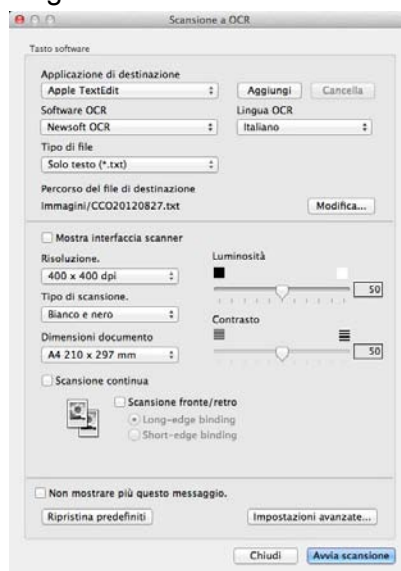 Scansione a OCR
Tasto software
Applicazione di destinazione
Apple TextEdit
Aggiungi
Cancella
Software OCR
Lingua OCR
Newsoft OCR
Italiano
Tipo di file
Solo testo (*.txt)
Percorso del file di destinazione
Immagini/CCO20120827.txt
Modifica...
Mostra interfaccia scanner
Risoluzione.
Luminosità
400 x 400 dpi
50
Tipo di scansione.
Bianco e nero
Contrasto
Dimensioni documento
A4 210 x 297 mm
50
Scansione continua
Scansione fronte/retro
Long-edge binding
Short-edge binding
Non mostrare più questo messaggio.
Ripristina predefiniti
Impostazioni avanzate...
Chiudi
Avvia scansione